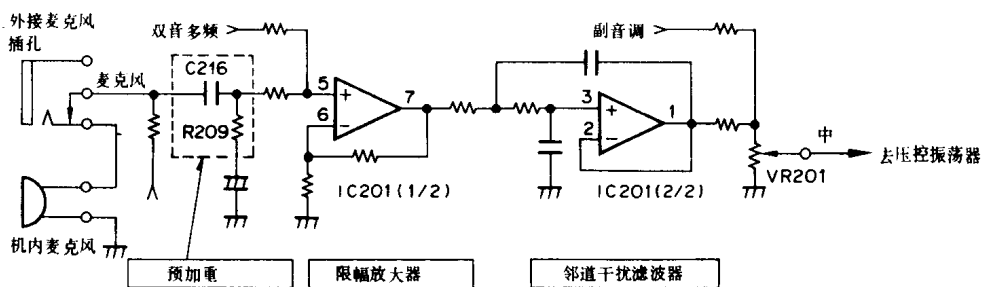 外接麦克风
插孔
双音多频
副音调
C216
麦克风
5
7
6
3
1
2
R209
中
去压控振荡器
VR201
IC201(1/2)
IC201(2/2)
机内麦克风
预加重
限幅放大器
邻道干扰滤波器